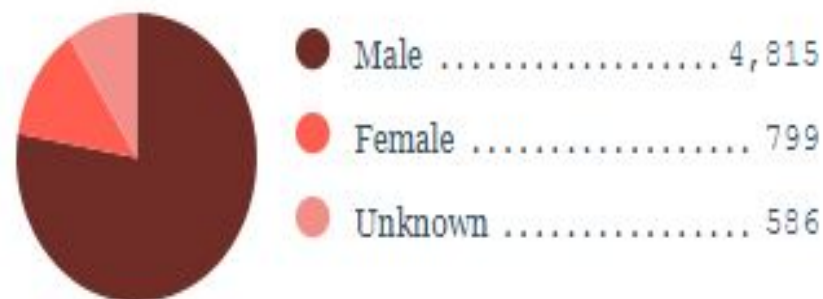 Male .................. 4,815
Female .................. 799
Unknown ................ 586